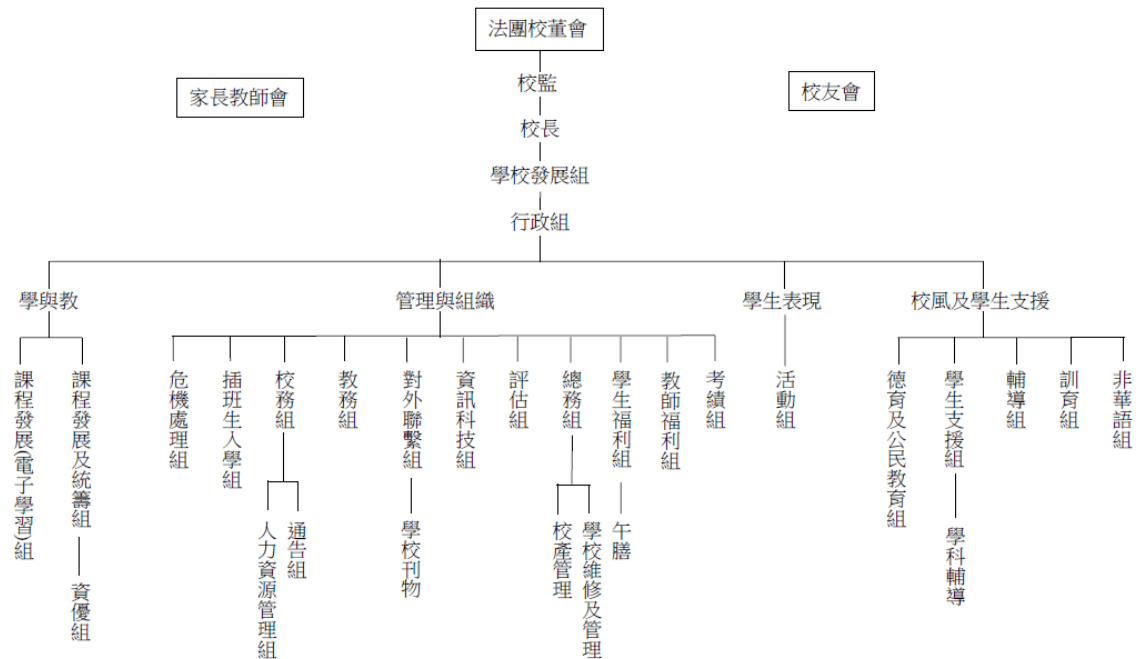 法團校董會
家長教師會
校監
校友會
校長
學校發展組
行政組
學與教
管理與組織
學生表現
校風及學生支援
課程發展(電子學習)組
課程發展及統籌組
資優組
危機處理組
插班生入學組
校務組
人力資源管理組
通告組
教務組
對外聯繫組
學校刊物
資訊科技組
評估組
總務組
校產管理
學校維修及管理
學生福利組
午膳
教師福利組
考績組
活動組
德育及公民教育組
學生支援組
學科輔導
輔導組
訓育組
非華語組